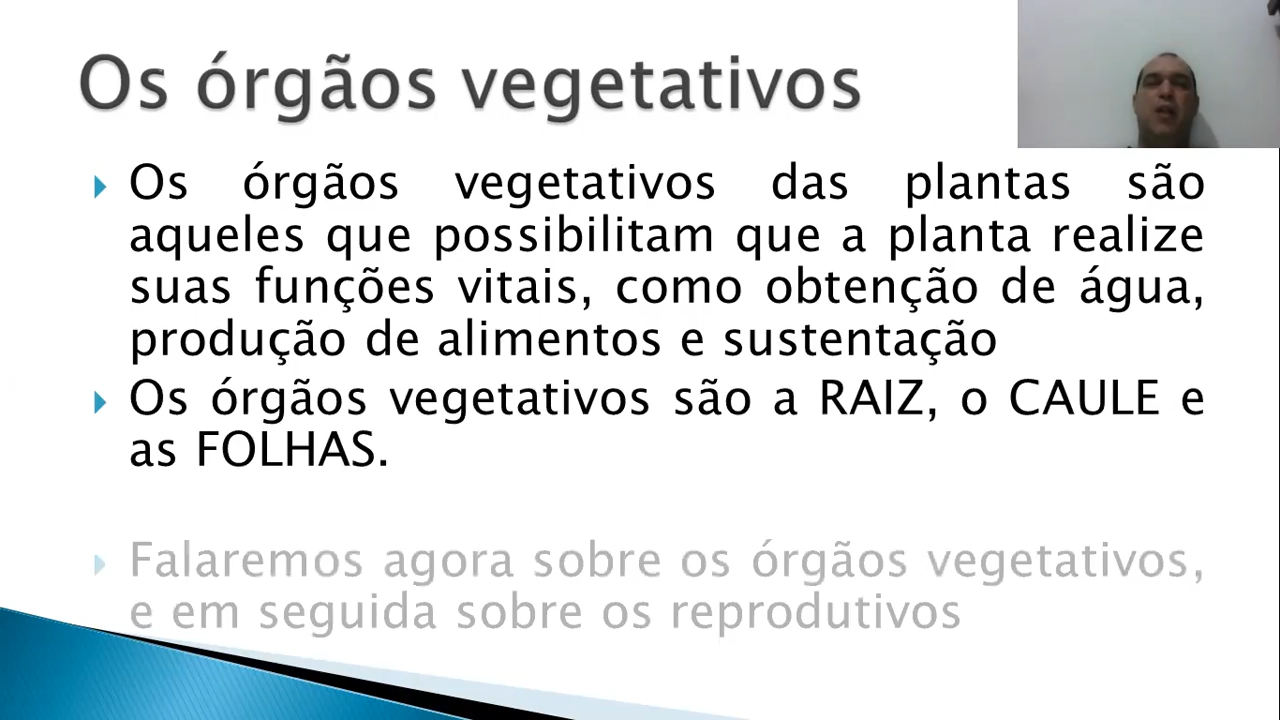 Os órgãos vegetativos
Os órgãos vegetativos das plantas são
aqueles que possibilitam que a planta realize
suas funções vitais, como obtenção de água,
produção de alimentos e sustentação
Os órgãos vegetativos são a RAIZ, o CAULE e
as FOLHAS.
Falaremos agora sobre os órgãos vegetativos,
e em seguida sobre os reprodutivos